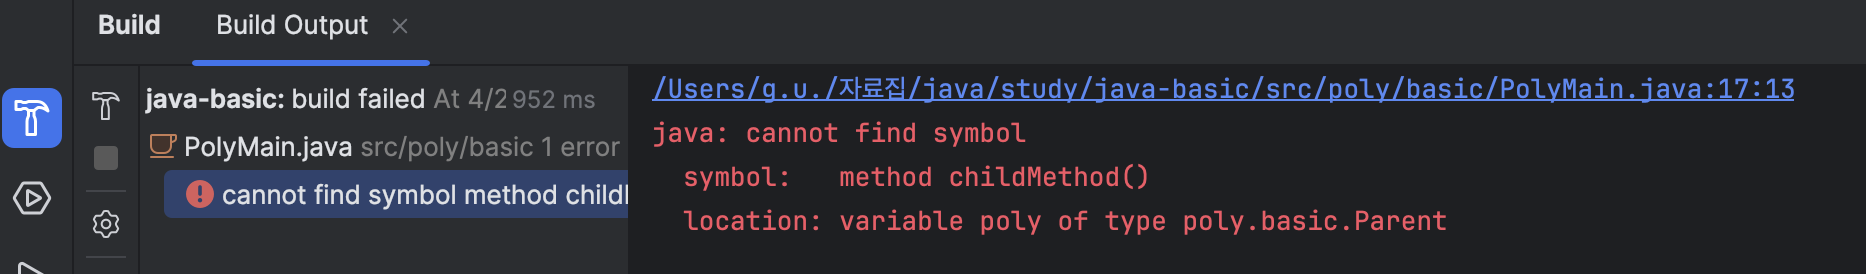 Build
Build Output
java-basic: build failed At 4/2 952 ms
PolyMain.java src/poly/basic 1 error
cannot find symbol method child
/Users/g.u./자료집/java/study/java-basic/src/poly/basic/PolyMain.java:17:13
java: cannot find symbol
symbol: method childMethod()
location: variable poly of type poly.basic.Parent